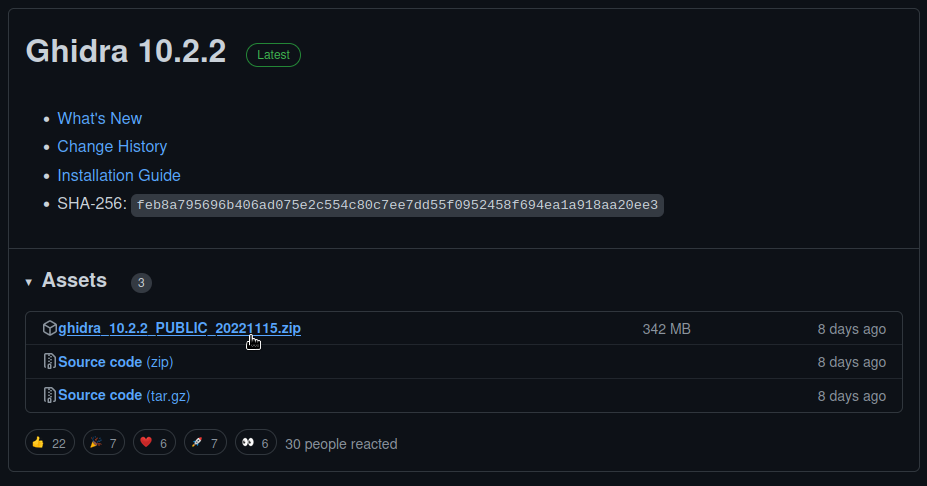 Ghidra 10.2.2 Latest
What's New
Change History
Installation Guide
SHA-256: feb8a795696b406ad075e2c554c80c7ee7dd55f0952458f694ea1a918aa20ee3
Assets 3
ghidra_10.2.2_PUBLIC_20221115.zip 342 MB 8 days ago
Source code (zip) 8 days ago
Source code (tar.gz) 8 days ago
22 7 6 7 6 30 people reacted